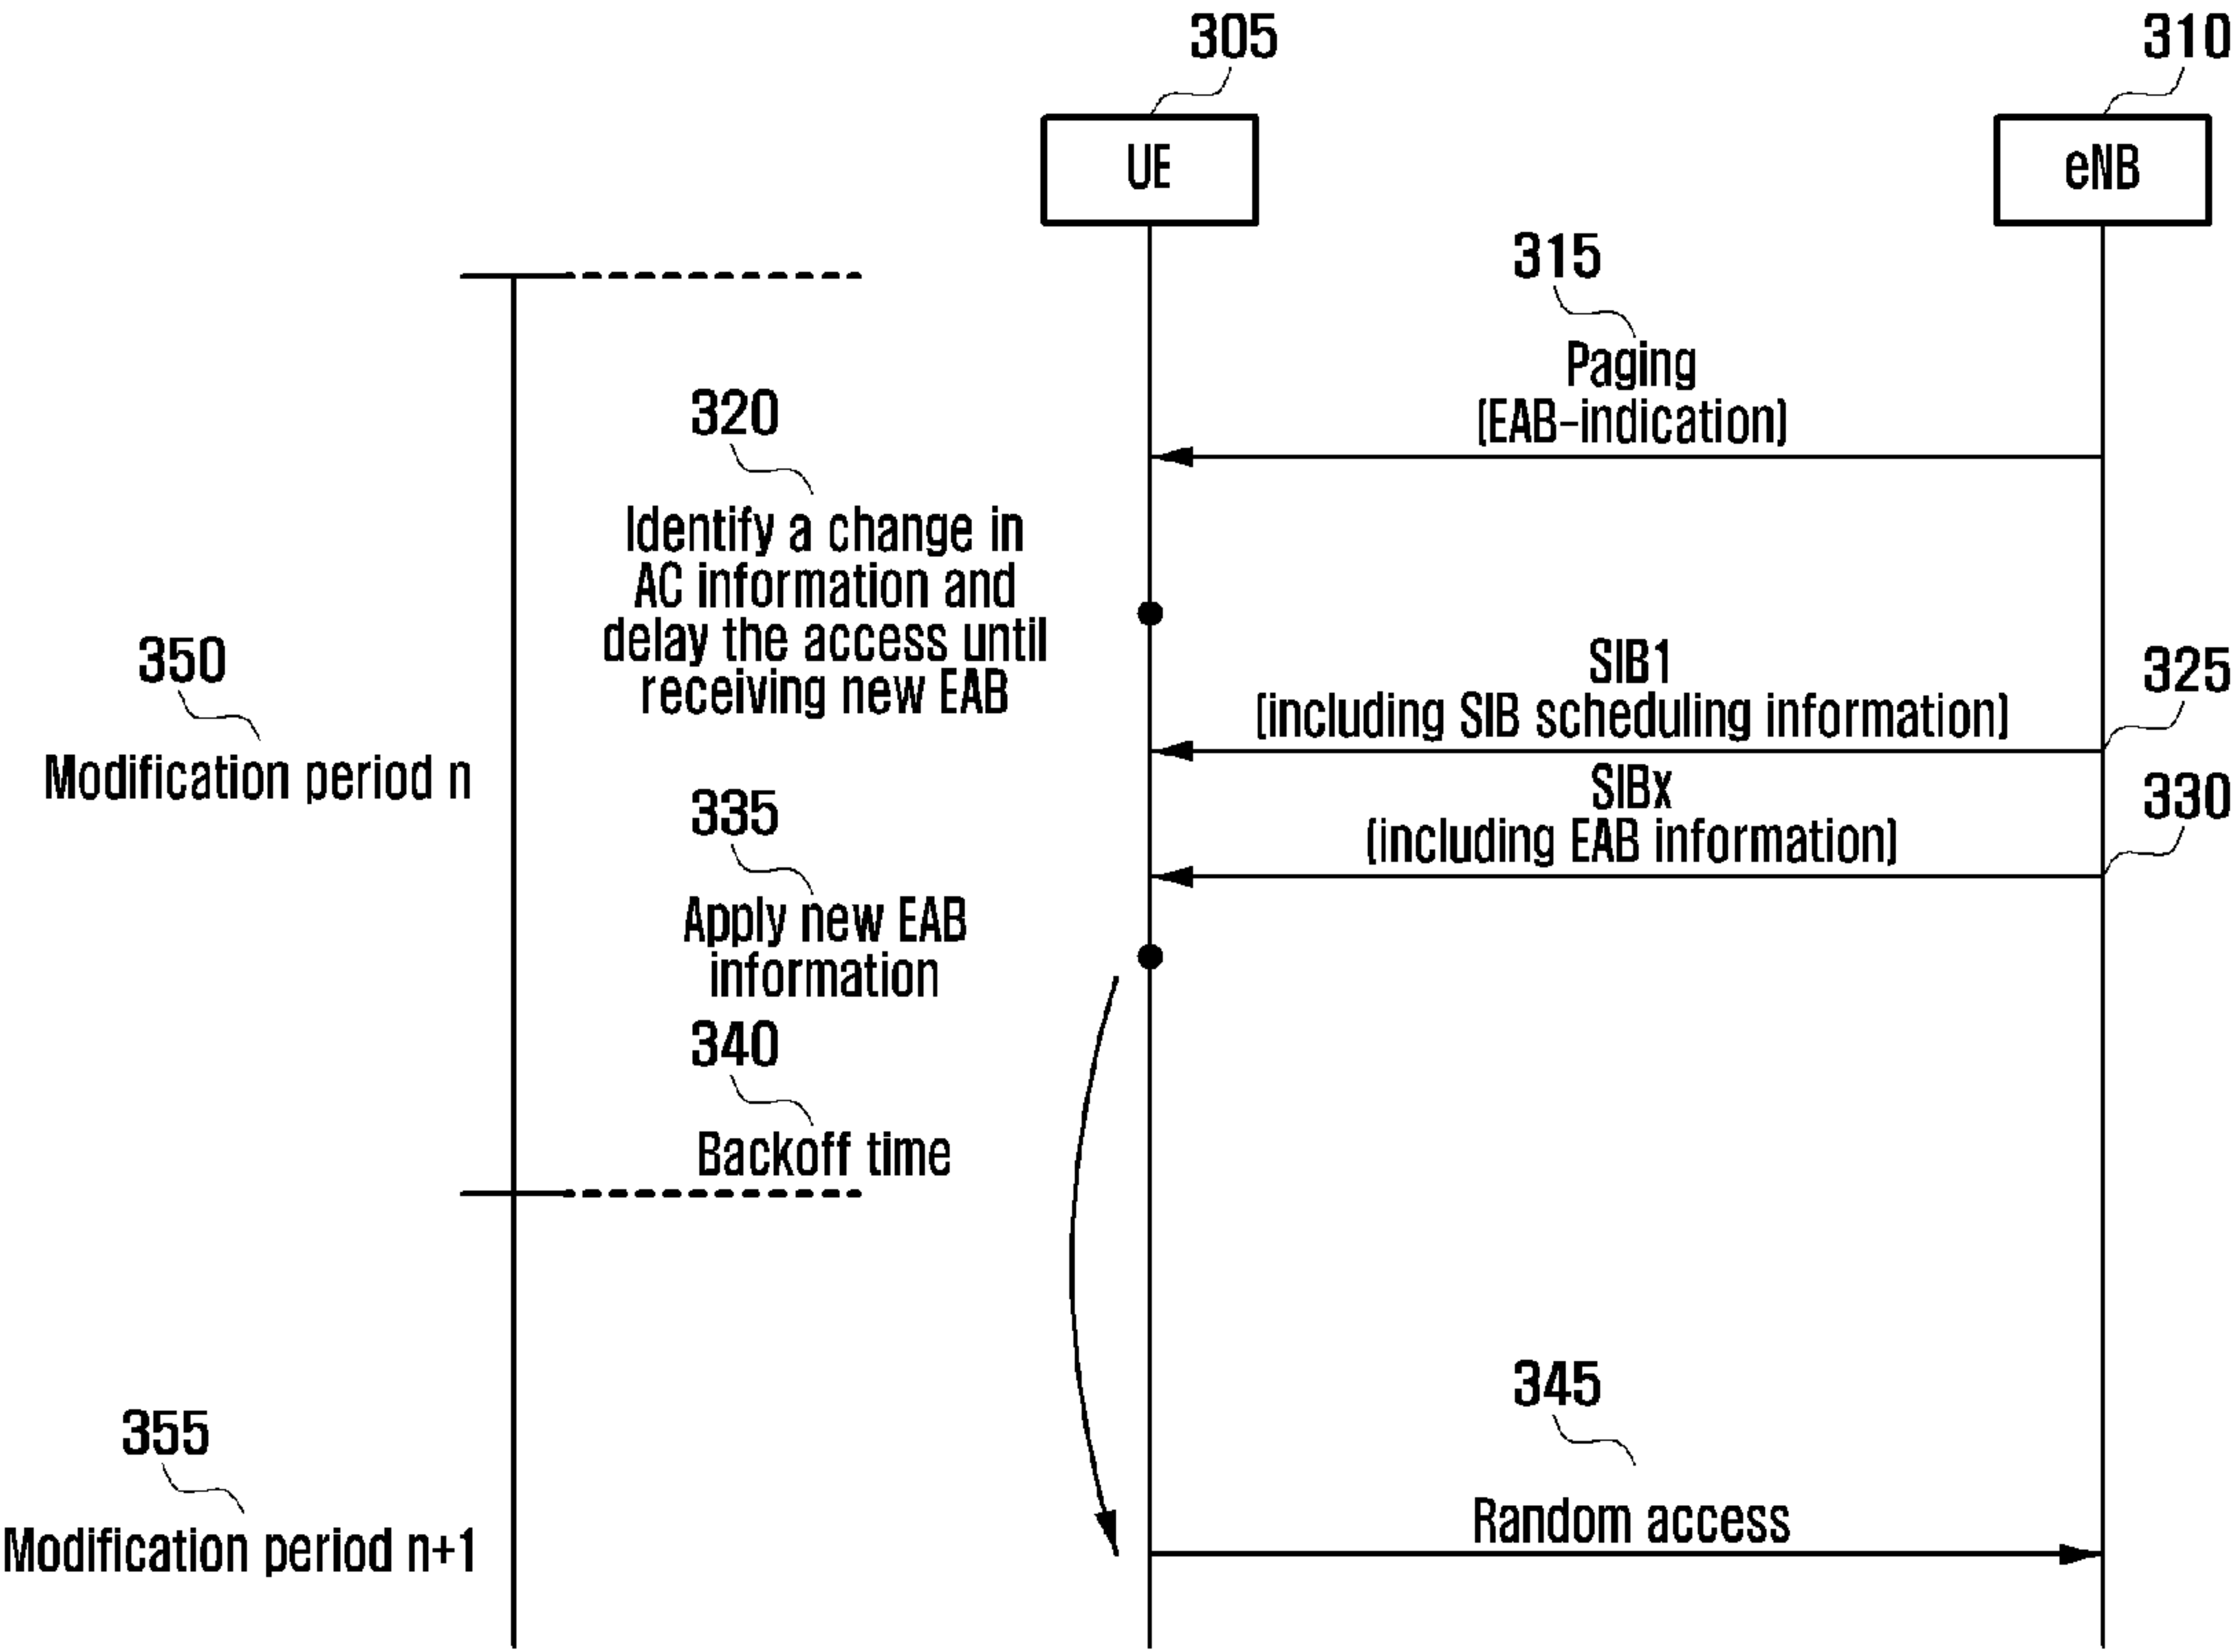 305
310
UE
eNB
315
Paging
(EAB-indication)
320
Identify a change in
AC information and
delay the access until
receiving new EAB
350
Modification period n
SIB1
(including SIB scheduling information)
325
SIBx
(including EAB information)
330
335
Apply new EAB
information
340
Backoff time
345
Random access
355
Modification period n+1